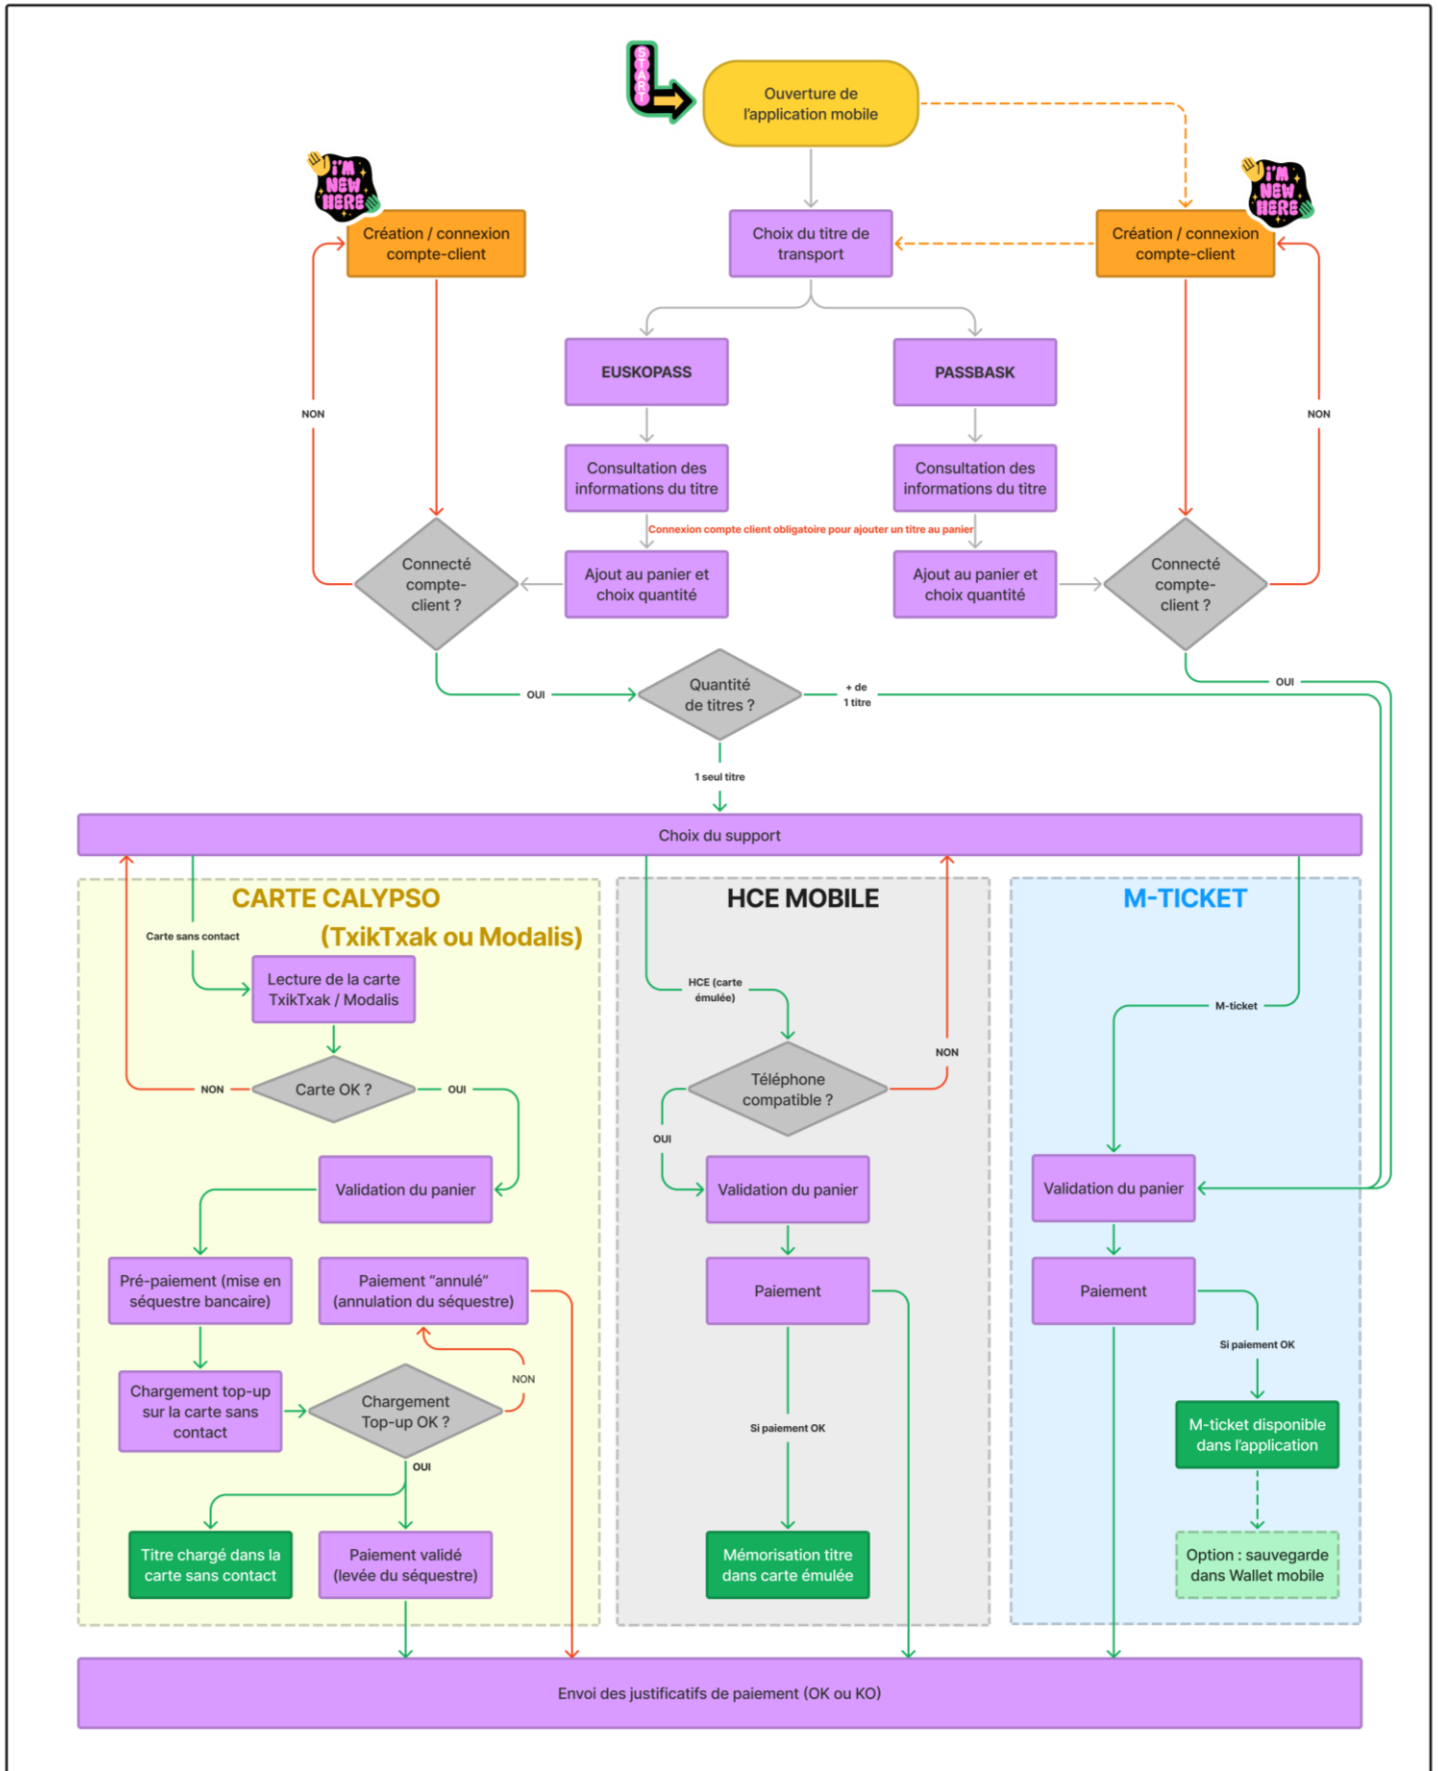 START
Ouverture de
l'application mobile
I'M
NEW
HERE
I'M
NEW
HERE
Création / connexion
compte-client
Choix du titre de
transport
Création / connexion
compte-client
EUSKOPASS
PASSBASK
NON
NON
Consultation des
informations du titre
Consultation des
informations du titre
Connexion compte client obligatoire pour ajouter un titre au panier
Connecté
compte-
client ?
Ajout au panier et
choix quantité
Ajout au panier et
choix quantité
Connecté
compte-
client ?
OUI
Quantité
de titres ?
+ de
1 titre
OUI
1 seul titre
Choix du support
CARTE CALYPSO
(TxikTxak ou Modalis)
Carte sans contact
Lecture de la carte
TxikTxak / Modalis
NON
Carte OK ?
OUI
Validation du panier
Pré-paiement (mise en
séquestre bancaire)
Paiement “annulé”
(annulation du séquestre)
NON
Chargement top-up
sur la carte sans
contact
Chargement
Top-up OK ?
OUI
Titre chargé dans la
carte sans contact
Paiement validé
(levée du séquestre)
HCE MOBILE
HCE (carte
émulée)
NON
Téléphone
compatible ?
OUI
Validation du panier
Paiement
Si paiement OK
Mémorisation titre
dans carte émulée
M-TICKET
M-ticket
Validation du panier
Paiement
Si paiement OK
M-ticket disponible
dans l'application
Option : sauvegarde
dans Wallet mobile
Envoi des justificatifs de paiement (OK ou KO)